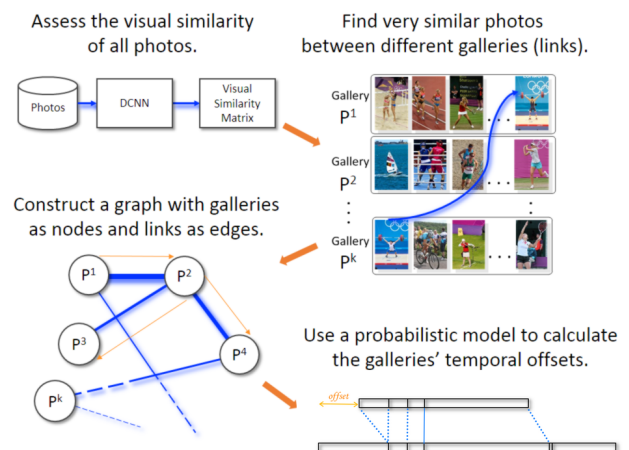 Assess the visual similarity
of all photos.
Photos
DCNN
Visual
Similarity
Matrix
Find very similar photos
between different galleries (links).
Gallery
P1
. . .
Gallery
P2
. . .
Gallery
Pk
. . .
Construct a graph with galleries
as nodes and links as edges.
P1
P2
P3
P4
Pk
Use a probabilistic model to calculate
the galleries’ temporal offsets.
offset